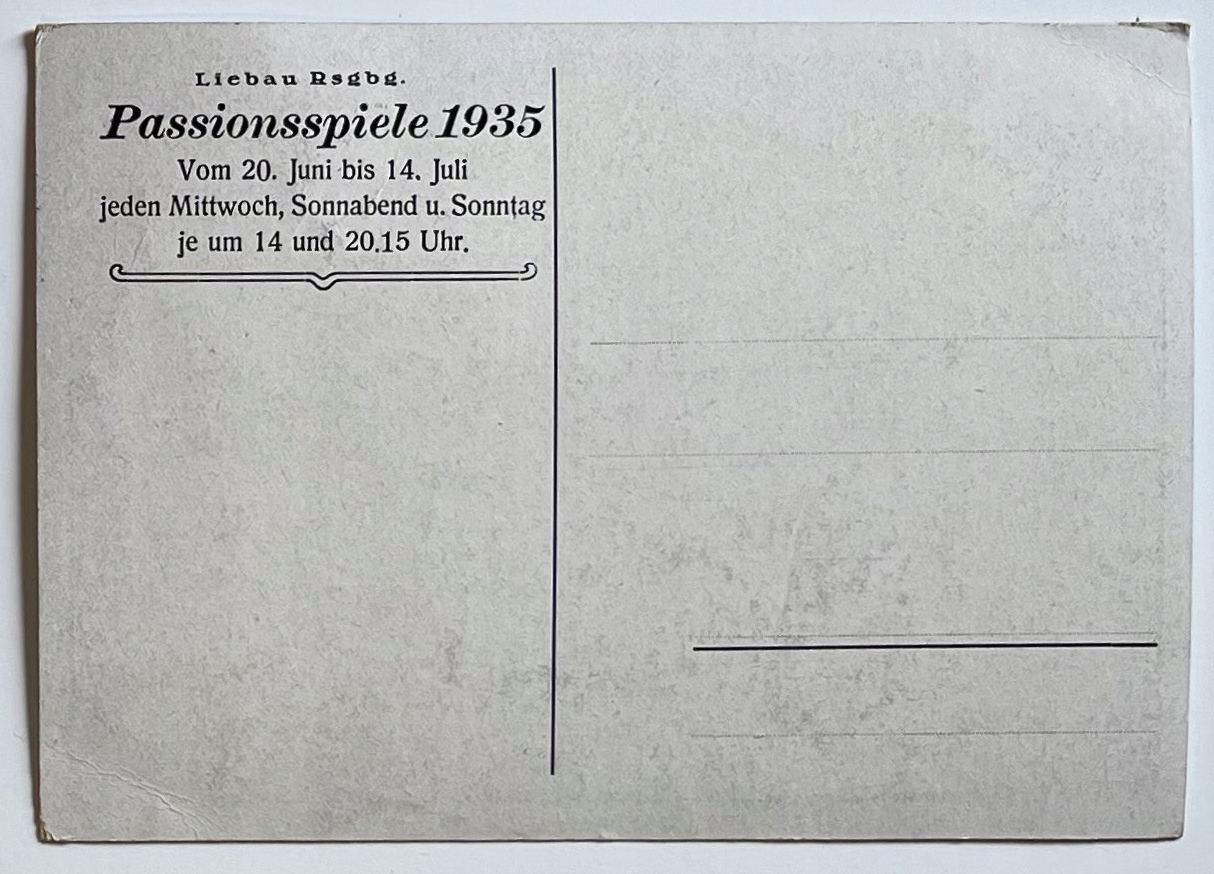 Liebau Rsgbg.
Passionsspiele 1935
Vom 20. Juni bis 14. Juli
jeden Mittwoch, Sonnabend u. Sonntag
je um 14 und 20.15 Uhr.